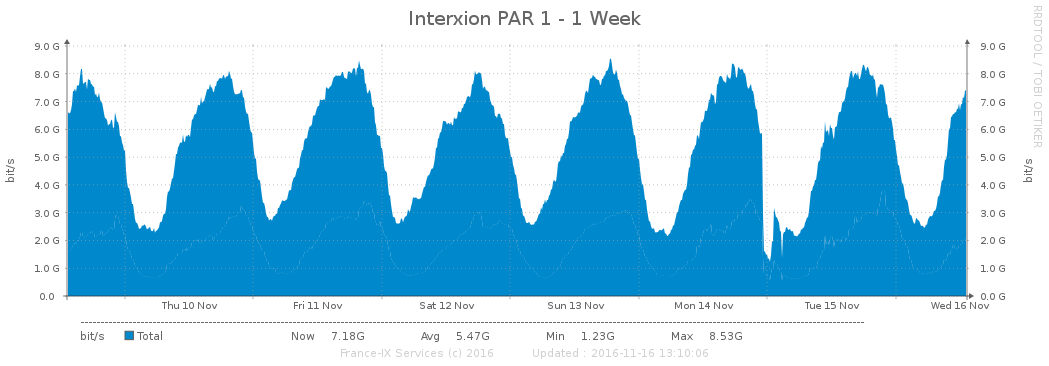 Interxion PAR 1 - 1 Week
RRDTOOL / TOBI OETIKER
bit/s
9.0 G
8.0 G
7.0 G
6.0 G
5.0 G
4.0 G
3.0 G
2.0 G
1.0 G
0.0
9.0 G
8.0 G
7.0 G
6.0 G
5.0 G
4.0 G
3.0 G
2.0 G
1.0 G
0.0 G
bit/s
Thu 10 Nov Fri 11 Nov Sat 12 Nov Sun 13 Nov Mon 14 Nov Tue 15 Nov Wed 16 Nov
bit/s Total Now 7.18G Avg 5.47G Min 1.23G Max 8.53G
France-IX Services (c) 2016 Updated : 2016-11-16 13:10:06